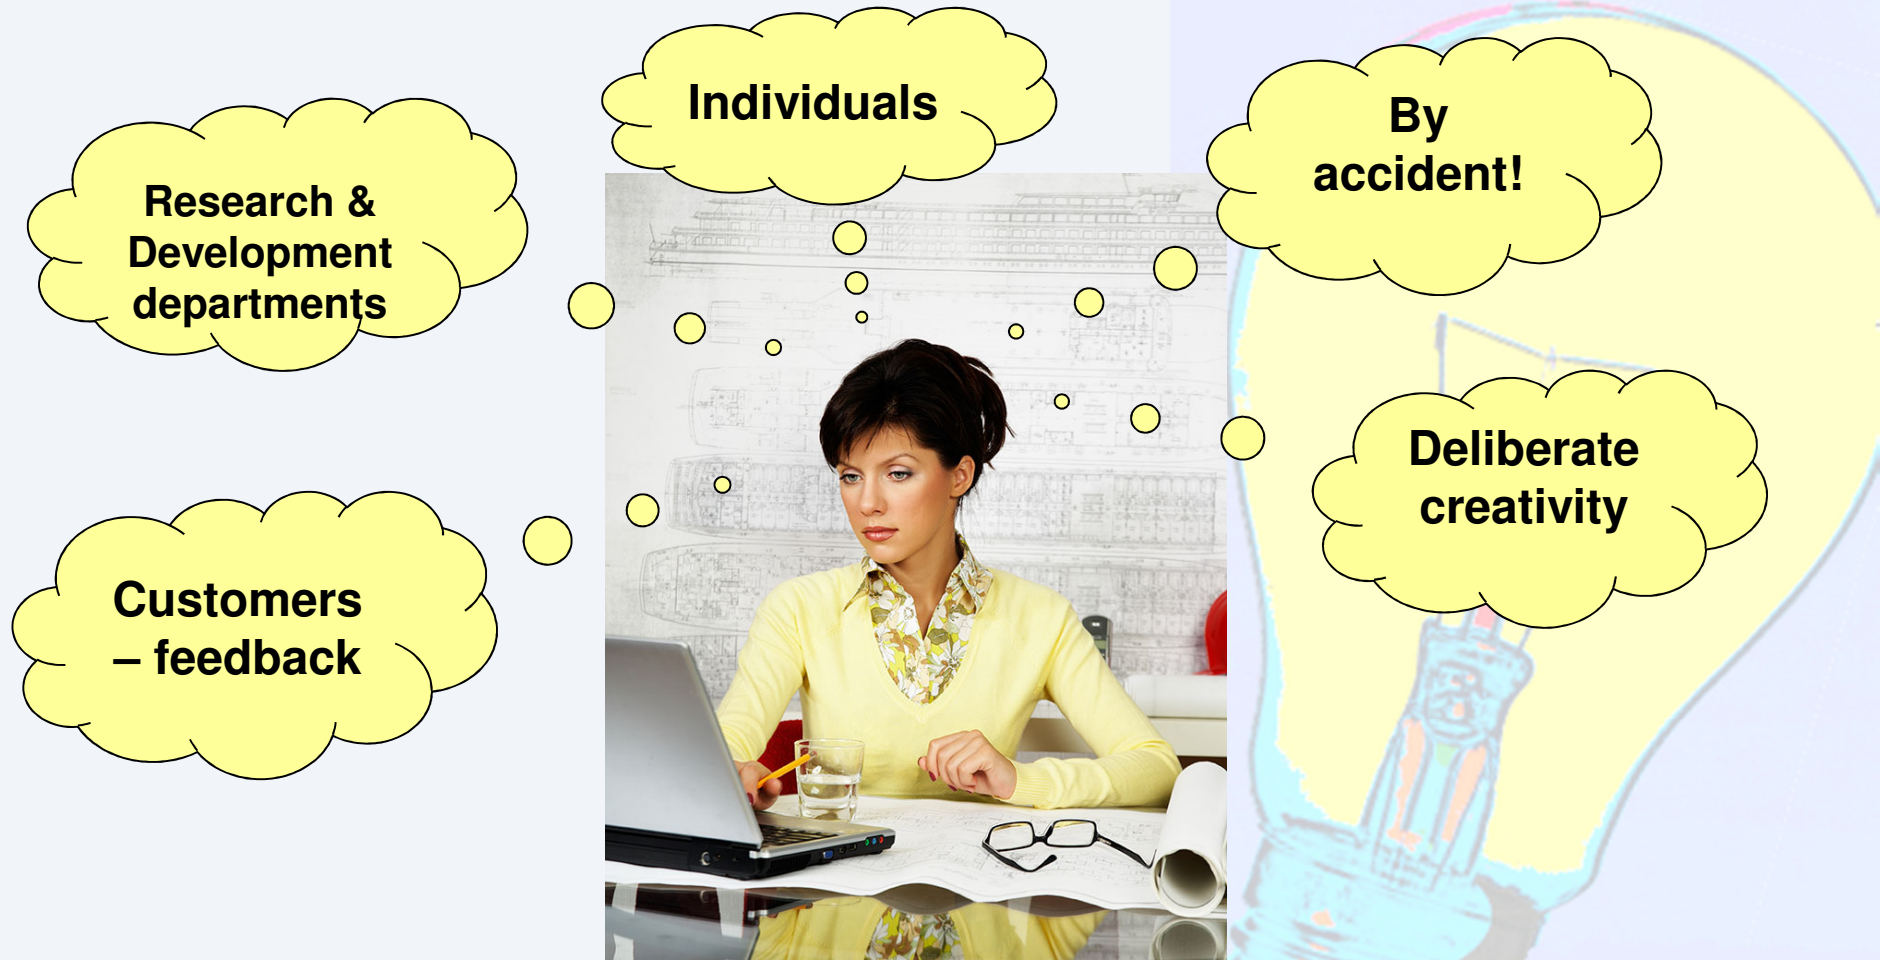 Individuals
By
accident!
Research &
Development
departments
Deliberate
creativity
Customers
– feedback